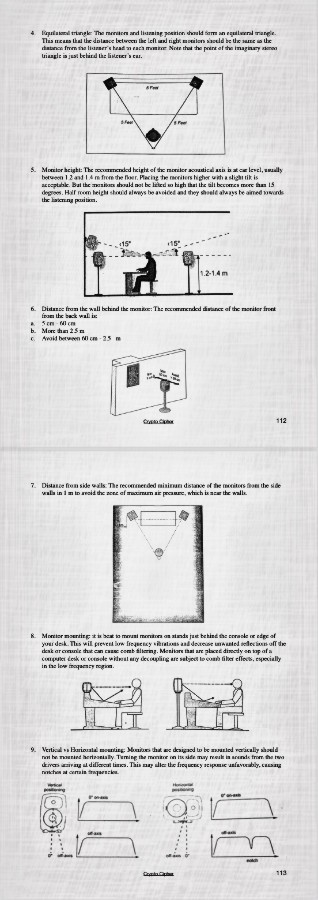 4. Equilateral triangle: The monitors and listening position should form an equilateral triangle.
This means that the distance between the left and right monitors should be the same as the
distance from the listener's head to each monitor. Note that the point of the imaginary stereo
triangle is just behind the listener's ear.
5 Feet
5 Feet
5 Feet
5. Monitor height: The recommended height of the monitor acoustical axis is at ear level, usually
between 1.2 and 1.4 m from the floor. Placing the monitors higher with a slight tilt is
acceptable. But the monitors should not be lifted so high that the tilt becomes more than 15
degrees. Half room height should always be avoided and they should always be aimed towards
the listening position.
<15°
<15°
1.2-1.4 m
6. Distance from the wall behind the monitor: The recommended distance of the monitor front
from the back wall is:
a. 5 cm - 60 cm
b. More than 2.5 m
c. Avoid between 60 cm - 2.5 m
Crypto Cipher
112
7. Distance from side walls: The recommended minimum distance of the monitors from the side
walls in 1 m to avoid the zone of maximum air pressure, which is near the walls.
8. Monitor mounting: it is best to mount monitors on stands just behind the console or edge of
your desk. This will prevent low frequency vibrations and decrease unwanted reflections off the
desk or console that can cause comb filtering. Monitors that are placed directly on top of a
computer desk or console without any decoupling are subject to comb filter effects, especially
in the low frequency region.
9. Vertical vs Horizontal mounting: Monitors that are designed to be mounted vertically should
not be mounted horizontally. Turning the monitor on its side may result in sounds from the two
drivers arriving at different times. This may alter the frequency response unfavorably, causing
notches at certain frequencies.
Vertical
positioning
0° on-axis
Horizontal
positioning
0° on-axis
off-axis
off-axis
0° off-axis
off-axis 0°
notch
Crypto Cipher
113